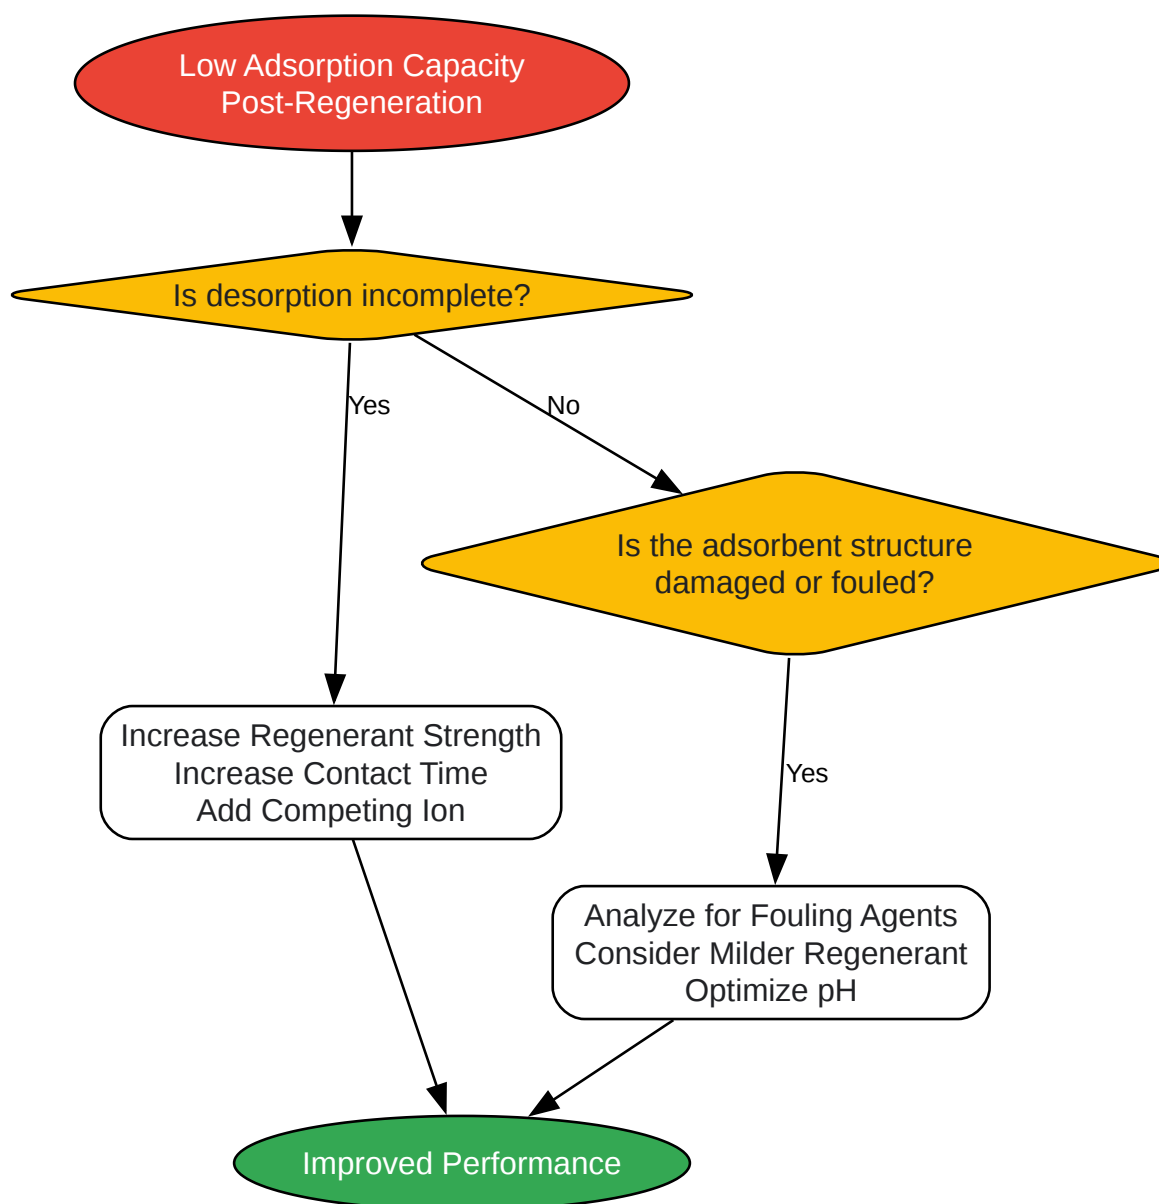 Low Adsorption Capacity
Post-Regeneration
Is desorption incomplete?
Yes
No
Is the adsorbent structure
damaged or fouled?
Increase Regenerant Strength
Increase Contact Time
Add Competing Ion
Yes
Analyze for Fouling Agents
Consider Milder Regenerant
Optimize pH
Improved Performance